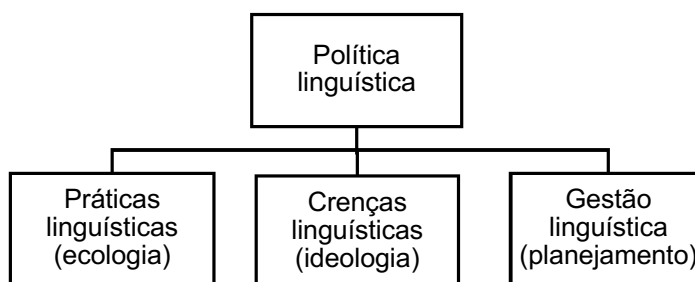 Política
linguística
Práticas
linguísticas
(ecologia)
Crenças
linguísticas
(ideologia)
Gestão
linguística
(planejamento)